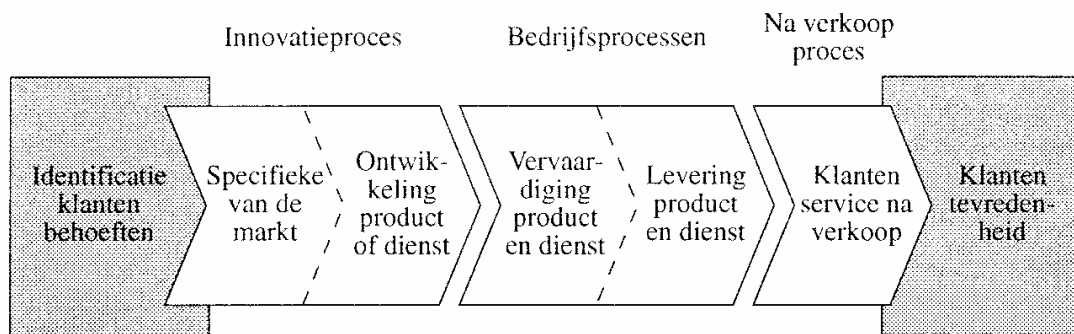 Innovatieproces
Bedrijfsprocessen
Na verkoop
proces
Identificatie
klanten
behoeften
Specifieke
van de
markt
Ontwik-
keling
product
of dienst
Vervaar-
diging
product
en dienst
Levering
product
en dienst
Klanten
service na
verkoop
Klanten
tevreden-
heid